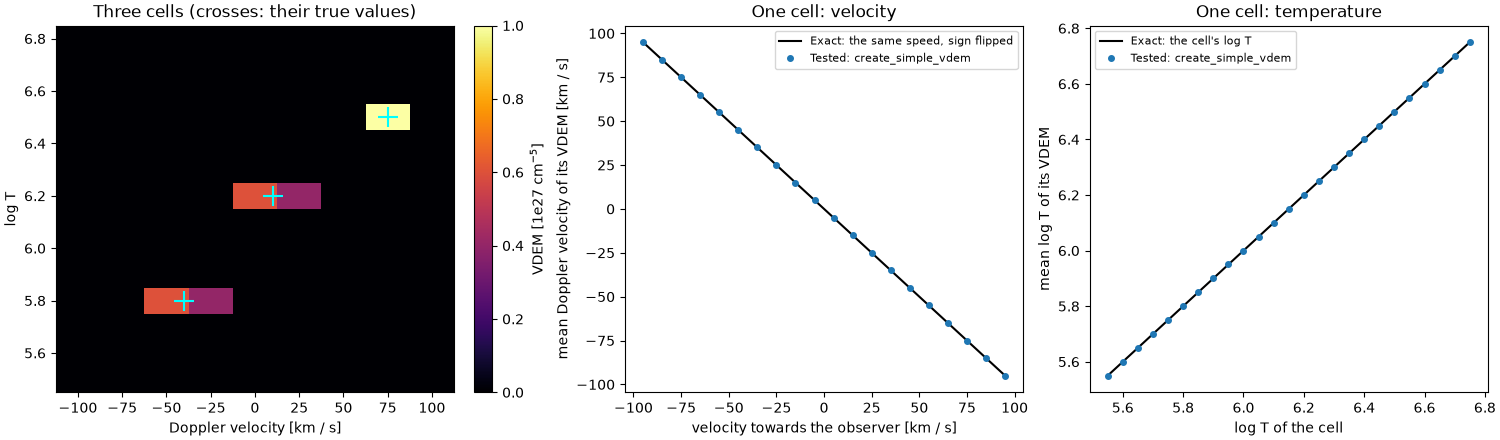 Three cells (crosses: their true values)
6.8
6.6
6.4
6.2
6.0
5.8
5.6
log T
−100 −75 −50 −25 0 25 50 75 100
Doppler velocity [km / s]
1.0
0.8
0.6
0.4
0.2
0.0
VDEM [1e27 cm⁻⁵]
One cell: velocity
Exact: the same speed, sign flipped
Tested: create_simple_vdem
100
75
50
25
0
−25
−50
−75
−100
mean Doppler velocity of its VDEM [km / s]
−100 −75 −50 −25 0 25 50 75 100
velocity towards the observer [km / s]
One cell: temperature
Exact: the cell's log T
Tested: create_simple_vdem
6.8
6.6
6.4
6.2
6.0
5.8
5.6
mean log T of its VDEM
5.6 5.8 6.0 6.2 6.4 6.6 6.8
log T of the cell